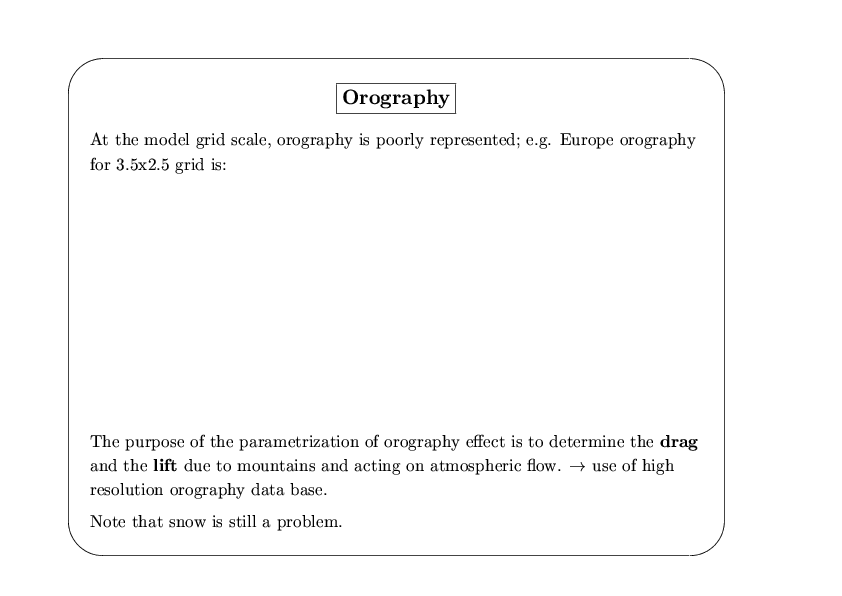 Orography
At the model grid scale, orography is poorly represented; e.g. Europe orography
for 3.5x2.5 grid is:
The purpose of the parametrization of orography effect is to determine the drag
and the lift due to mountains and acting on atmospheric flow. → use of high
resolution orography data base.
Note that snow is still a problem.